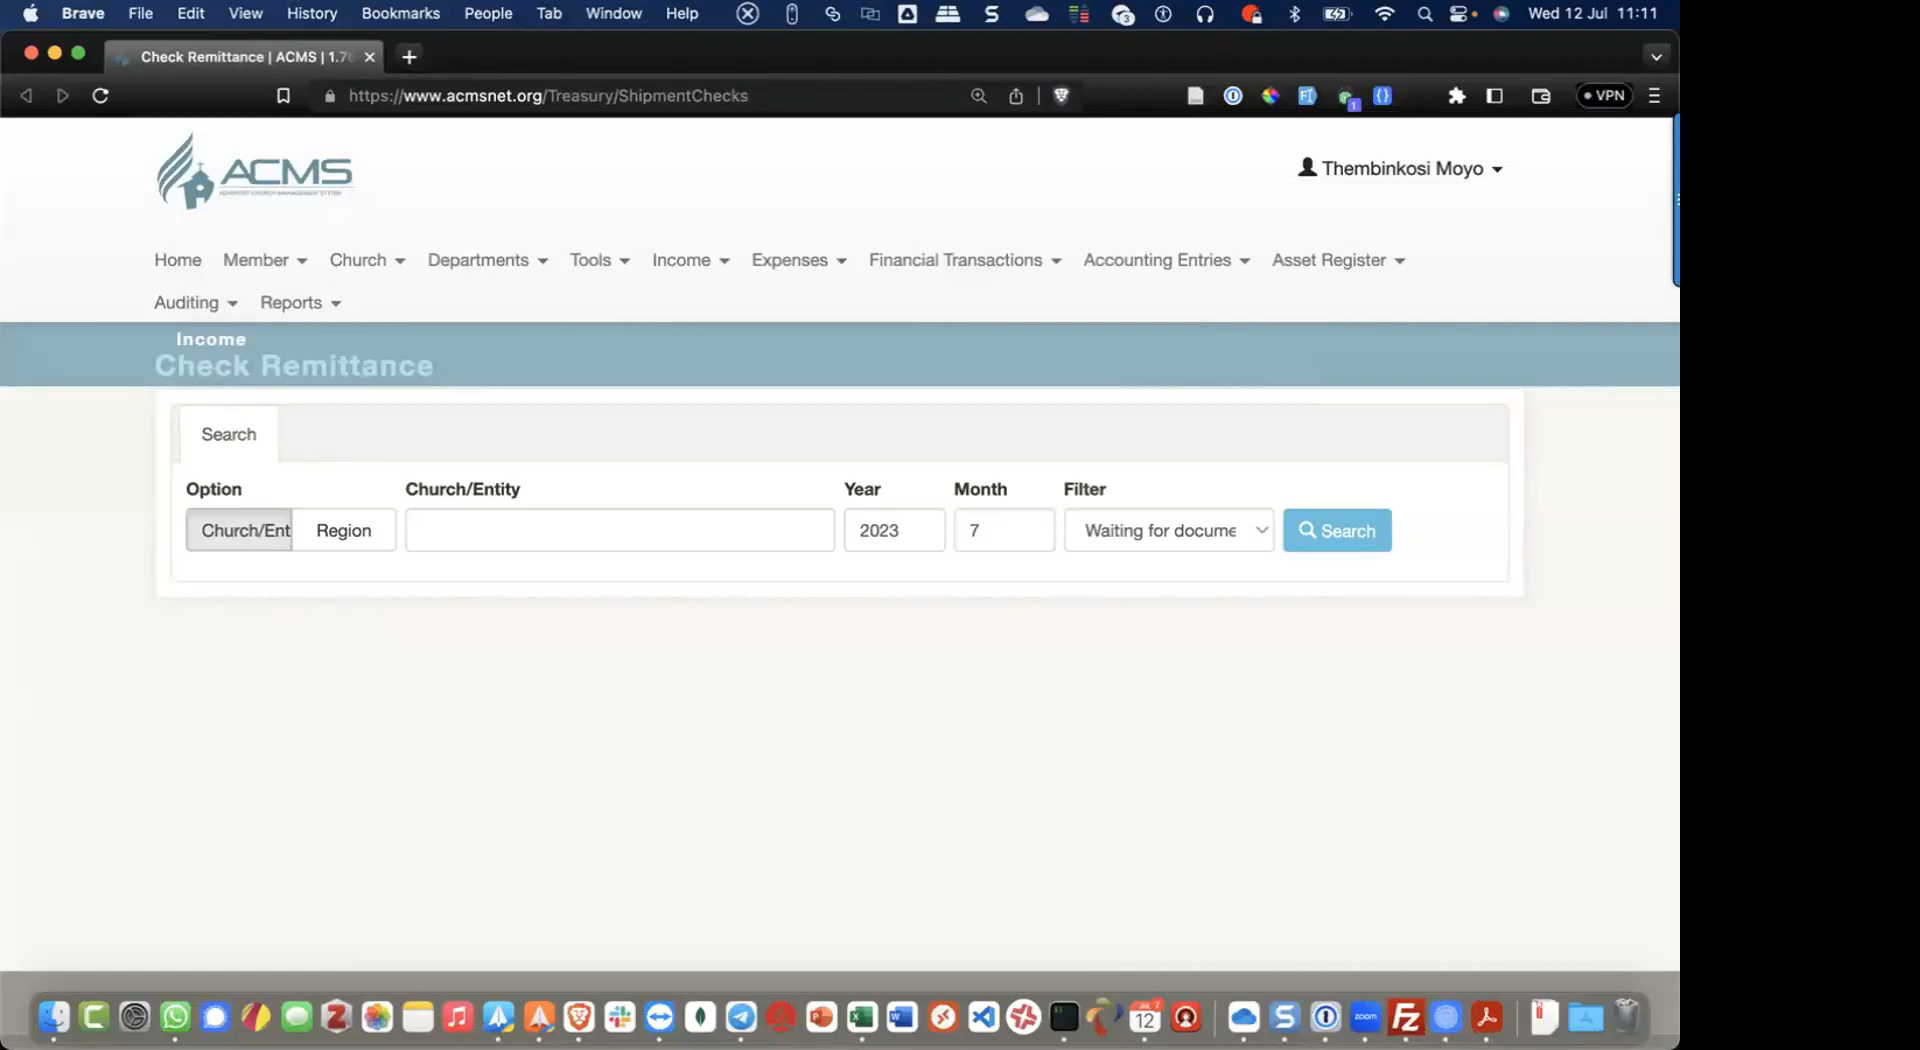 Brave File Edit View History Bookmarks People Tab Window Help Wed 12 Jul 11:11
Check Remittance | ACMS | 1.7
https://www.acmsnet.org/Treasury/ShipmentChecks VPN
ACMS
Thembinkosi Moyo
Home Member Church Departments Tools Income Expenses Financial Transactions Accounting Entries Asset Register
Auditing Reports
Income
Check Remittance
Search
Option Church/Entity Year Month Filter
Church/Ent Region 2023 7 Waiting for docume Search
12 zoom Fz